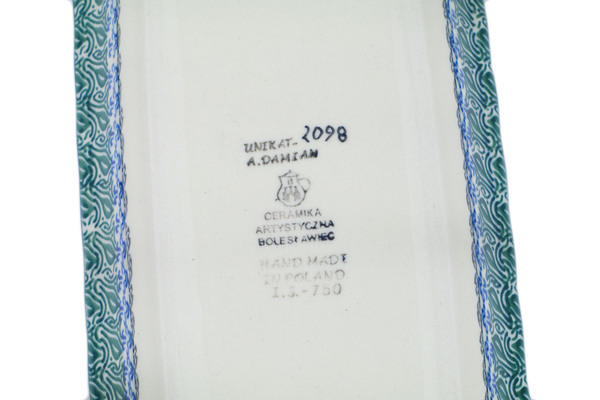 UNIKAT- 2098
A. DAMIAN
CERAMIKA
ARTYSTYCZNA
BOLESŁAWIEC
HAND MADE
IN POLAND
I.S.-750